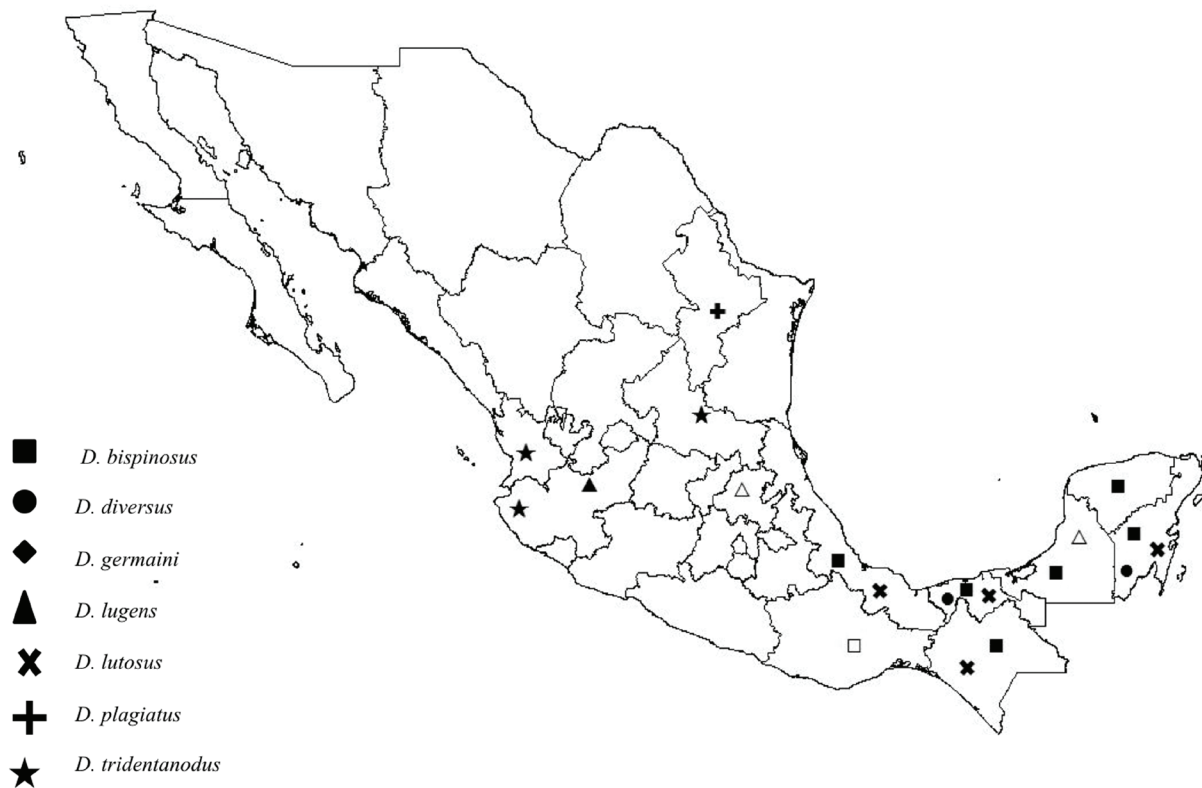 D. bispinosus
D. diversus
D. germaini
D. lugens
D. lutosus
D. plagiatus
D. tridentanodus